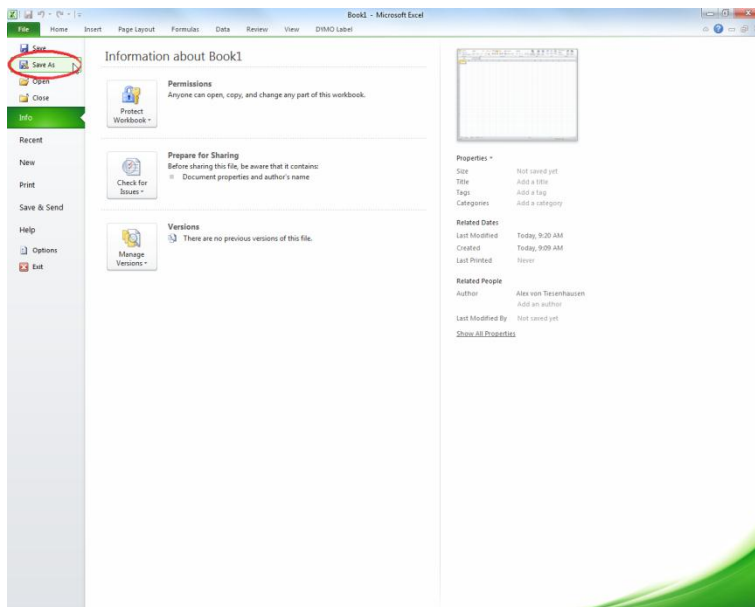 Book1 - Microsoft Excel
File Home Insert Page Layout Formulas Data Review View DYMO Label
Save
Save As
Open
Close
Info
Recent
New
Print
Save & Send
Help
Options
Exit
Information about Book1
Protect
Workbook
Permissions
Anyone can open, copy, and change any part of this workbook.
Check for
Issues
Prepare for Sharing
Before sharing this file, be aware that it contains:
Document properties and author's name
Manage
Versions
Versions
There are no previous versions of this file.
Properties
Size Not saved yet
Title Add a title
Tags Add a tag
Categories Add a category
Related Dates
Last Modified Today, 9:20 AM
Created Today, 9:09 AM
Last Printed Never
Related People
Author Alex von Tiesenhausen
Add an author
Last Modified By Not saved yet
Show All Properties